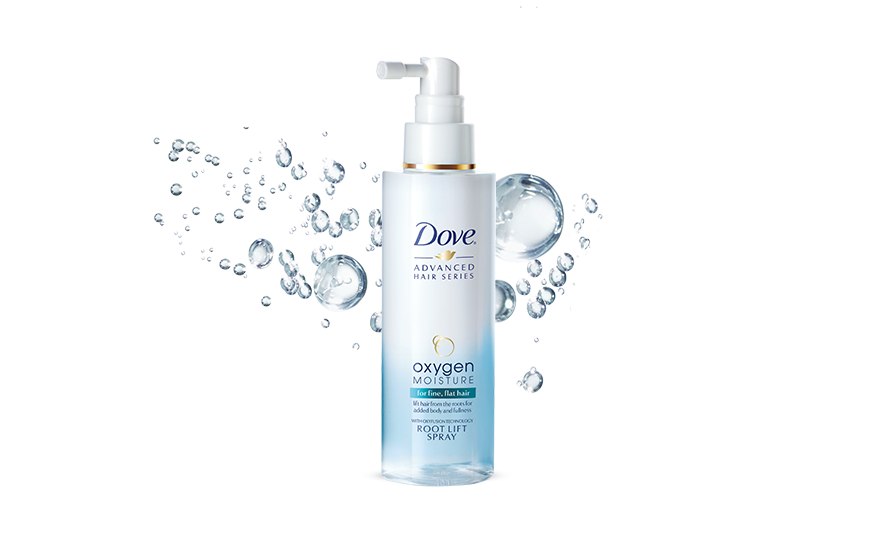 Dove
ADVANCED
HAIR SERIES
oxygen
MOISTURE
for fine, flat hair
lift hair from the roots for
added body and fullness
WITH OXYFUSION TECHNOLOGY
ROOT LIFT
SPRAY